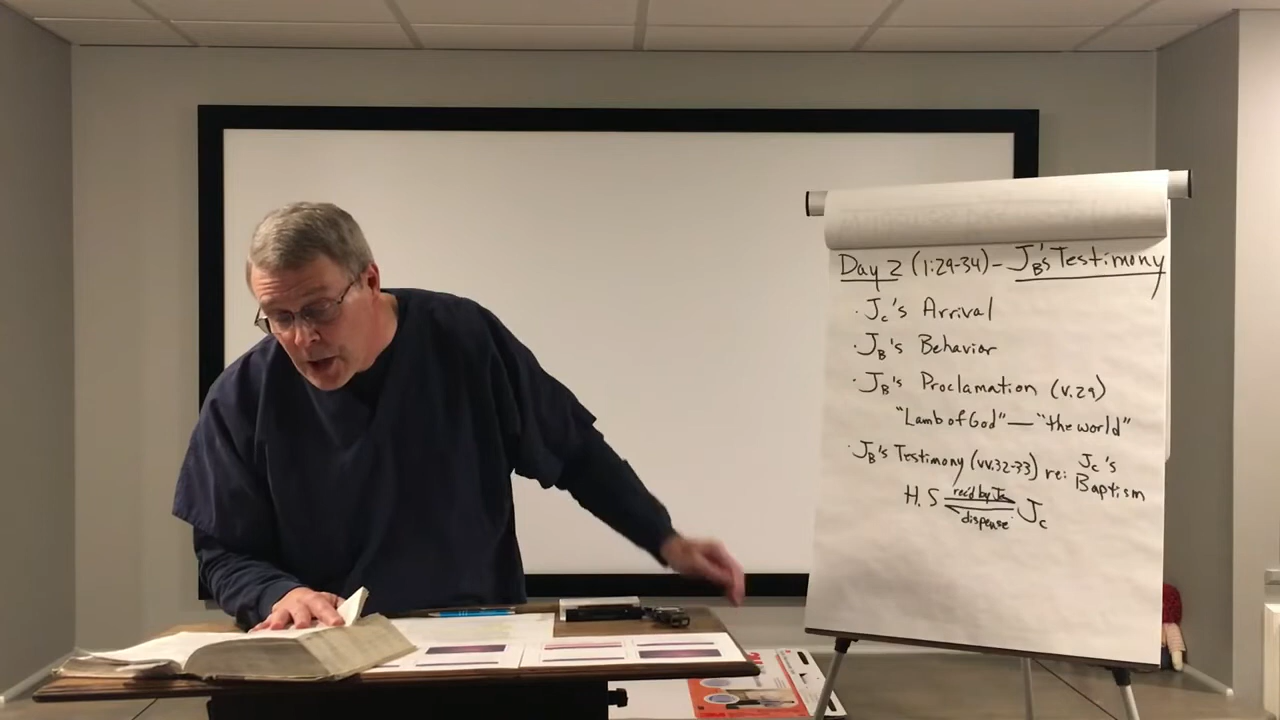 Day 2 (1:29-34) - JB's Testimony
· Jc's Arrival
· JB's Behavior
· JB's Proclamation (v.29)
"Lamb of God" — "the world"
· JB's Testimony (vv.32-33) re: Jc's Baptism
H.S rec'd by Jc Jc
dispense